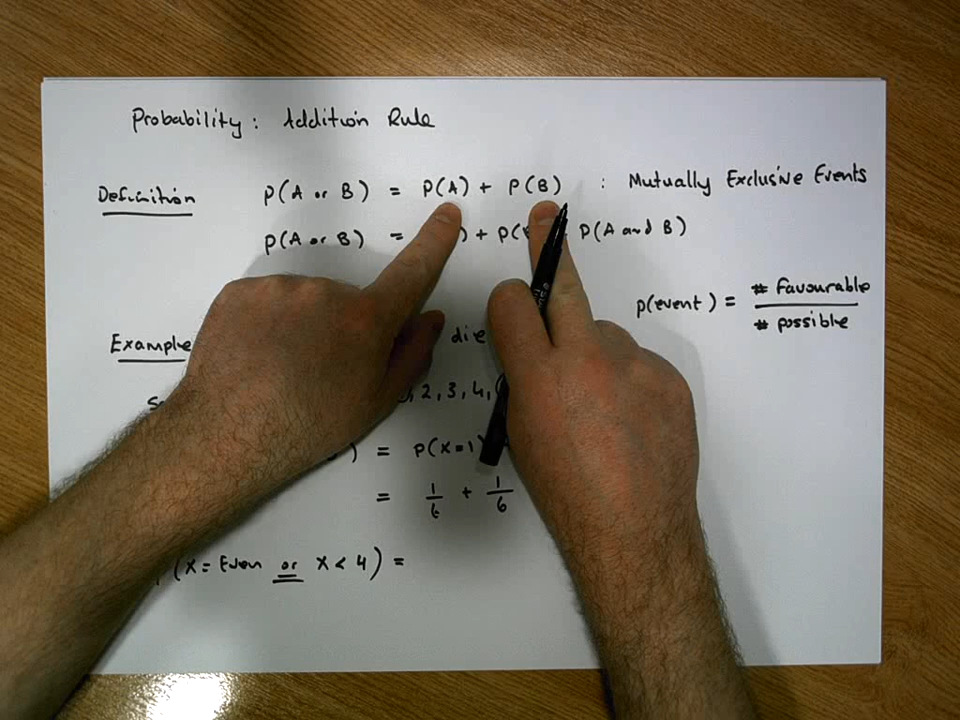 Probability: Addition Rule
Definition P(A or B) = P(A) + P(B) : Mutually Exclusive Events
P(A or B) = ) + P( P(A and B)
P(event) = # favourable
# possible
Example die
2, 3, 4,
) = P(X=1)
= 1/6 + 1/6
(X = Even or X < 4) =